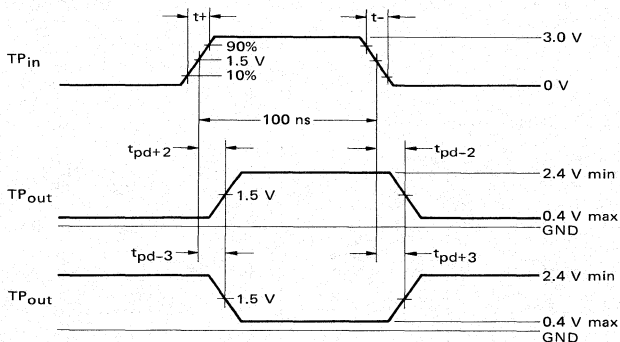 t+
t−
TPin
90%
1.5 V
10%
3.0 V
0 V
100 ns
tpd+2
tpd−2
TPout
1.5 V
2.4 V min
0.4 V max
GND
tpd−3
tpd+3
TPout
1.5 V
2.4 V min
0.4 V max
GND